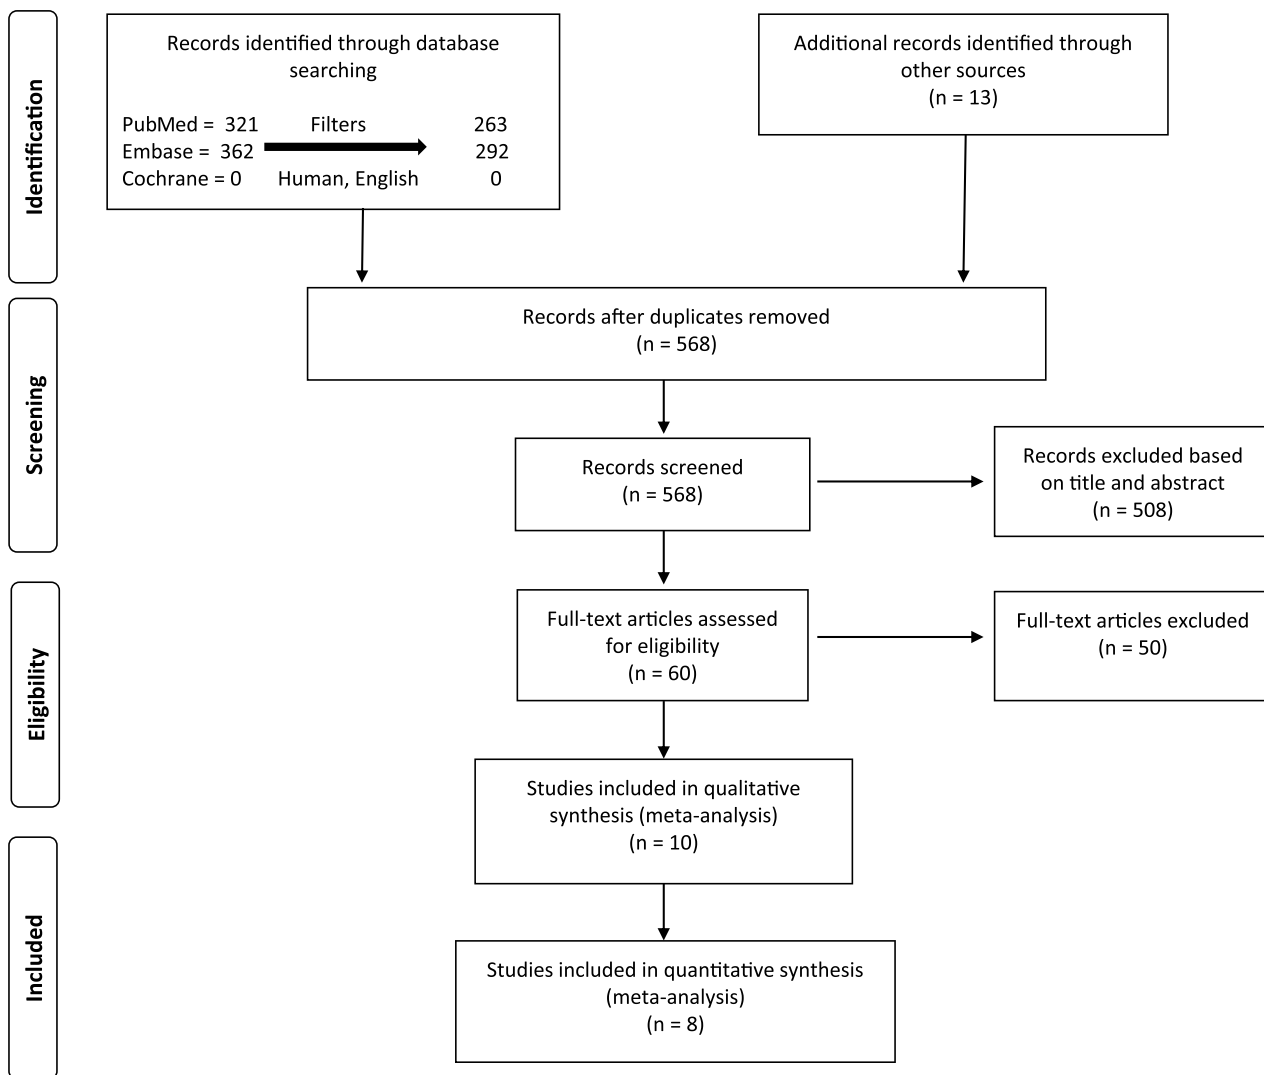 Identification
Records identified through database
searching
PubMed = 321 Filters 263
Embase = 362 292
Cochrane = 0 Human, English 0
Additional records identified through
other sources
(n = 13)
Screening
Records after duplicates removed
(n = 568)
Records screened
(n = 568)
Records excluded based
on title and abstract
(n = 508)
Eligibility
Full-text articles assessed
for eligibility
(n = 60)
Full-text articles excluded
(n = 50)
Studies included in qualitative
synthesis (meta-analysis)
(n = 10)
Included
Studies included in quantitative synthesis
(meta-analysis)
(n = 8)